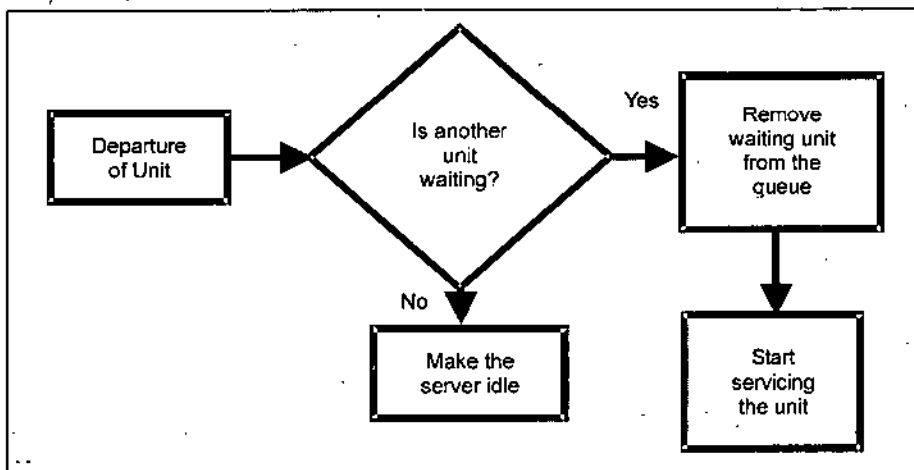 Departure
of Unit
Is another
unit
waiting?
Yes
Remove
waiting unit
from the
queue
No
Make the
server idle
Start
servicing
the unit